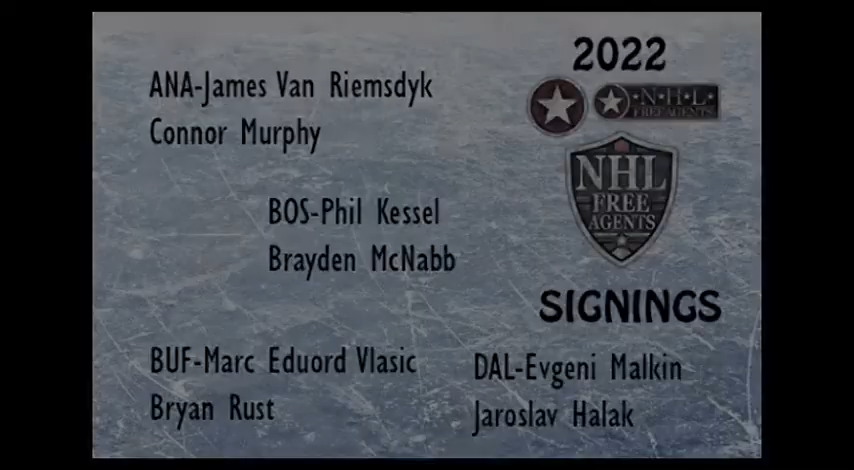 2022
ANA-James Van Riemsdyk
Connor Murphy
N·H·L
FREE AGENTS
NHL
FREE
AGENTS
BOS-Phil Kessel
Brayden McNabb
SIGNINGS
BUF-Marc Eduord Vlasic
Bryan Rust
DAL-Evgeni Malkin
Jaroslav Halak